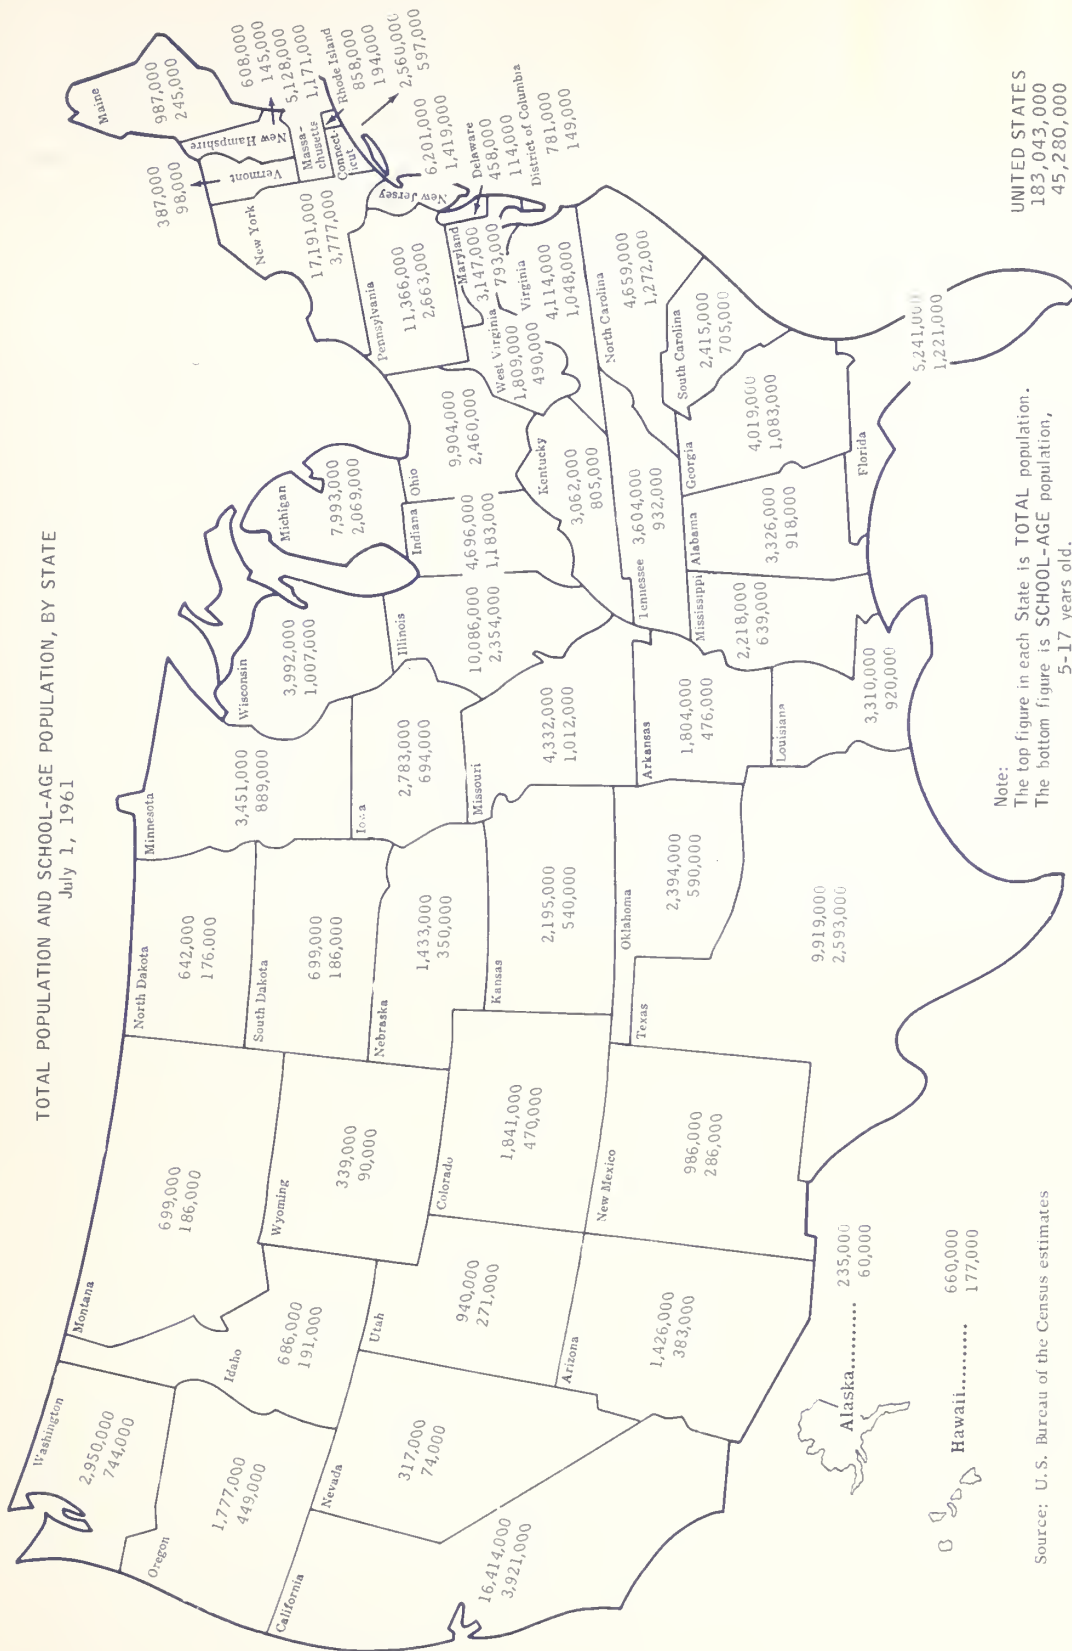 TOTAL POPULATION AND SCHOOL-AGE POPULATION, BY STATE
July 1, 1961
Washington
2,950,000
744,000
Oregon
1,777,000
449,000
California
16,414,000
3,921,000
Nevada
317,000
74,000
Idaho
686,000
191,000
Montana
699,000
186,000
Wyoming
339,000
90,000
Utah
940,000
271,000
Arizona
1,426,000
383,000
Colorado
1,841,000
470,000
New Mexico
986,000
286,000
North Dakota
642,000
176.000
South Dakota
699,000
186,000
Nebraska
1,433,000
350,000
Kansas
2,195,000
540,000
Oklahoma
2,394,000
590,000
Texas
9,919,000
2,593,000
Minnesota
3,451,000
889,000
Iowa
2,783,000
694,000
Missouri
4,332,000
1,012,000
Arkansas
1,804,000
476,000
Louisiana
3,310,000
920,000
Wisconsin
3,992,000
1,007,000
Illinois
10,086,000
2,354,000
Michigan
7,993,000
2,069,000
Indiana
4,696,000
1,183,000
Ohio
9,904,000
2,460,000
Kentucky
3,062,000
805,000
Tennessee
3,604,000
932,000
Mississippi
2,218,000
639,000
Alabama
3,326,000
918,000
Georgia
4,019,000
1,083,000
Florida
5,241,000
1,221,000
South Carolina
2,415,000
705,000
North Carolina
4,659,000
1,272,000
Virginia
4,114,000
1,048,000
West Virginia
1,809,000
490,000
Maryland
3,147,000
793,000
Delaware
458,000
114,000
District of Columbia
781,000
149,000
Pennsylvania
11,366,000
2,663,000
New Jersey
6,201,000
1,419,000
New York
17,191,000
3,777,000
Connect-
icut
2,560,000
597,000
Rhode Island
858,000
194,000
Massa-
chusetts
5,128,000
1,171,000
Vermont
387,000
98,000
New Hampshire
608,000
145,000
Maine
987,000
245,000
Alaska.......... 235,000
60,000
Hawaii.......... 660,000
177,000
UNITED STATES
183,043,000
45,280,000
Note:
The top figure in each State is TOTAL population.
The bottom figure is SCHOOL-AGE population,
5-17 years old.
Source: U.S. Bureau of the Census estimates